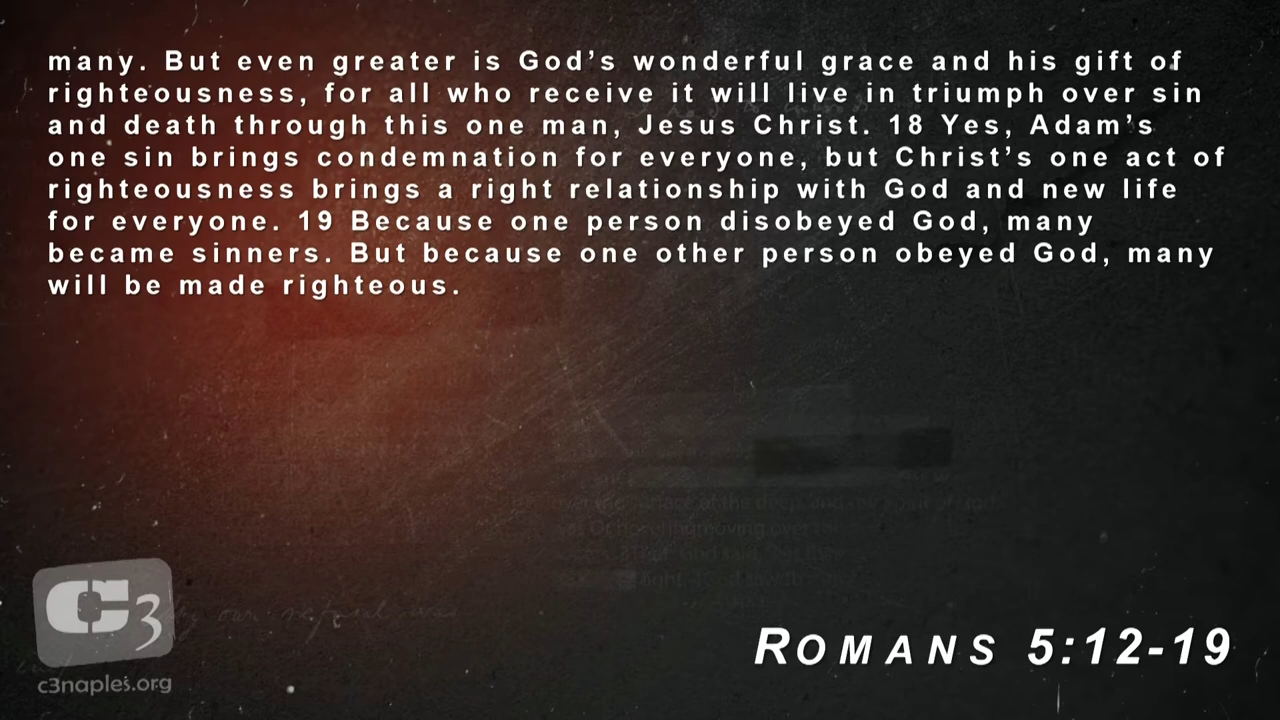 many. But even greater is God’s wonderful grace and his gift of
righteousness, for all who receive it will live in triumph over sin
and death through this one man, Jesus Christ. 18 Yes, Adam’s
one sin brings condemnation for everyone, but Christ’s one act of
righteousness brings a right relationship with God and new life
for everyone. 19 Because one person disobeyed God, many
became sinners. But because one other person obeyed God, many
will be made righteous.
C3
c3naples.org
ROMANS 5:12-19